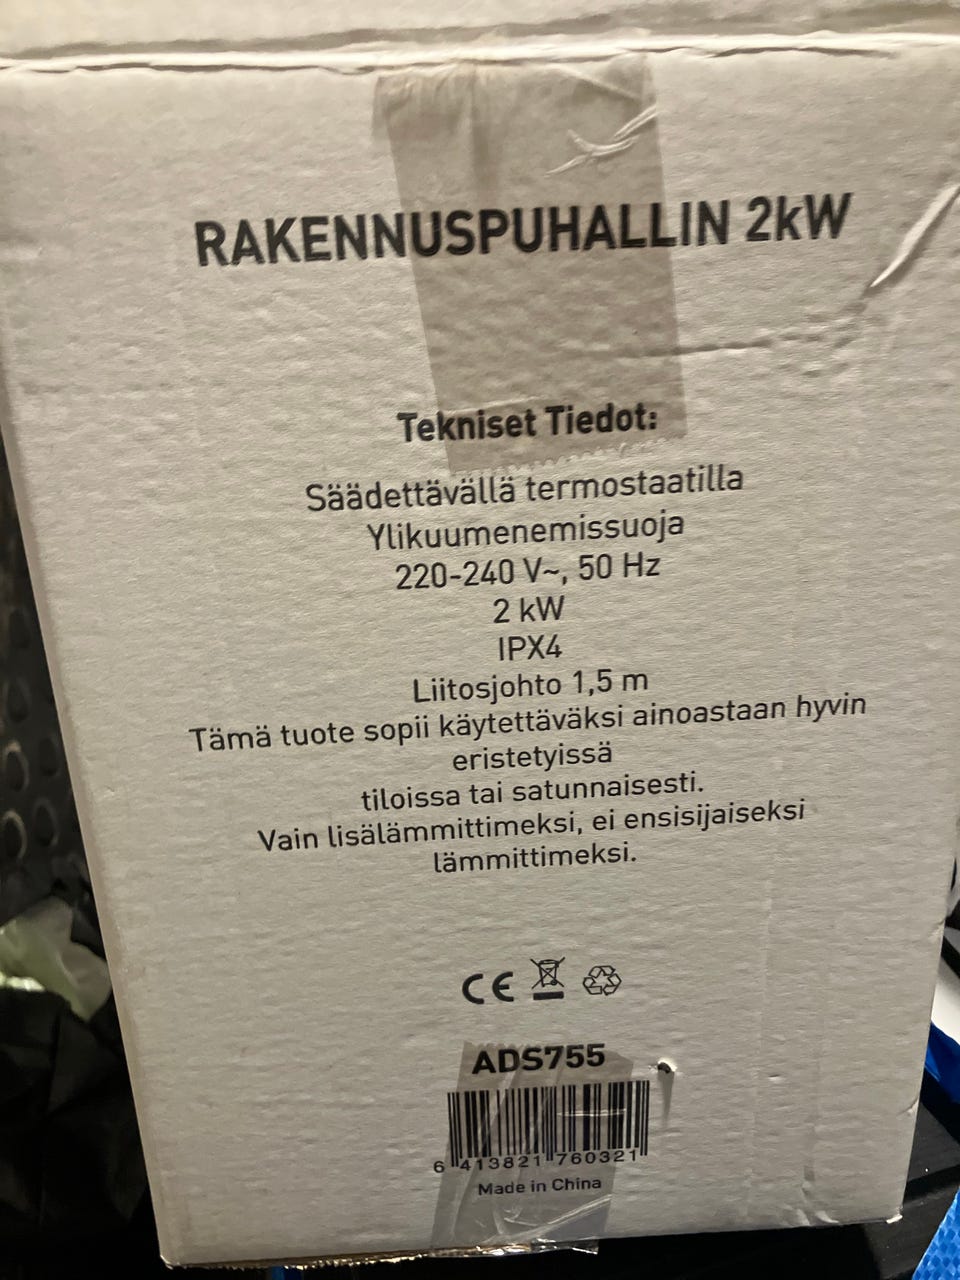 RAKENNUSPUHALLIN 2kW
Tekniset Tiedot:
Säädettävällä termostaatilla
Ylikuumenemissuoja
220-240 V~, 50 Hz
2 kW
IPX4
Liitosjohto 1,5 m
Tämä tuote sopii käytettäväksi ainoastaan hyvin
eristetyissä
tiloissa tai satunnaisesti.
Vain lisälämmittimeksi, ei ensisijaiseksi
lämmittimeksi.
CE
ADS755
6 413821 760321
Made in China